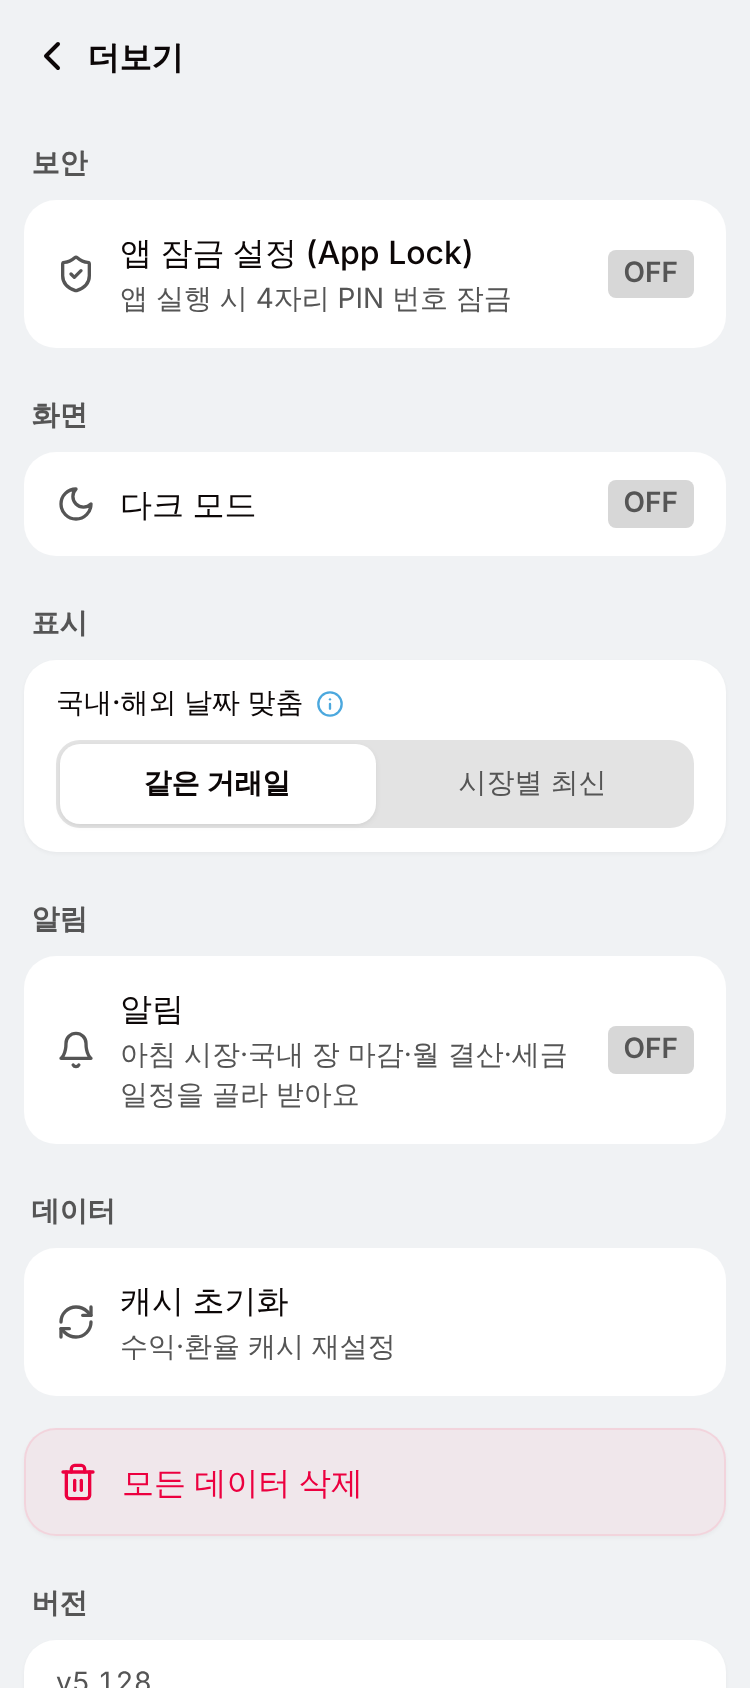 더보기
보안
앱 잠금 설정 (App Lock)
앱 실행 시 4자리 PIN 번호 잠금
OFF
화면
다크 모드
OFF
표시
국내·해외 날짜 맞춤
같은 거래일
시장별 최신
알림
알림
아침 시장·국내 장 마감·월 결산·세금
일정을 골라 받아요
OFF
데이터
캐시 초기화
수익·환율 캐시 재설정
모든 데이터 삭제
버전
v5.128